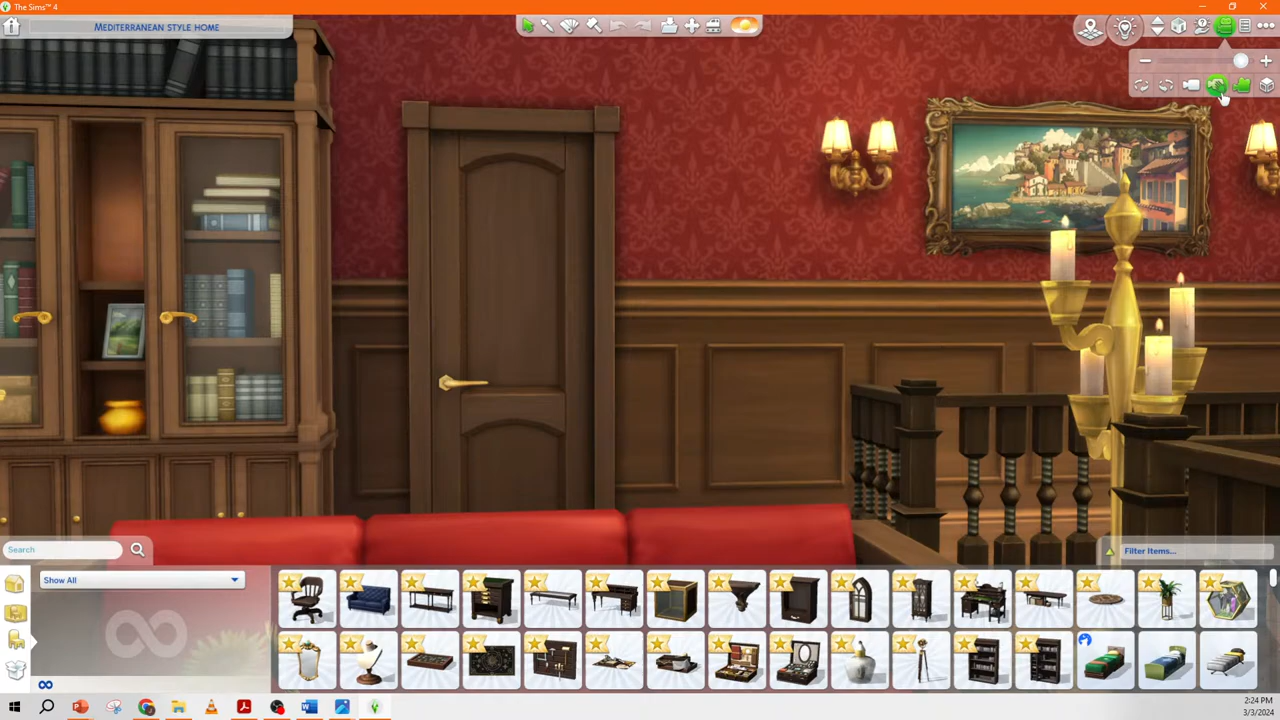 The Sims™ 4
MEDITERRANEAN STYLE HOME
Search
Filter Items...
Show All
2:24 PM
3/3/2024